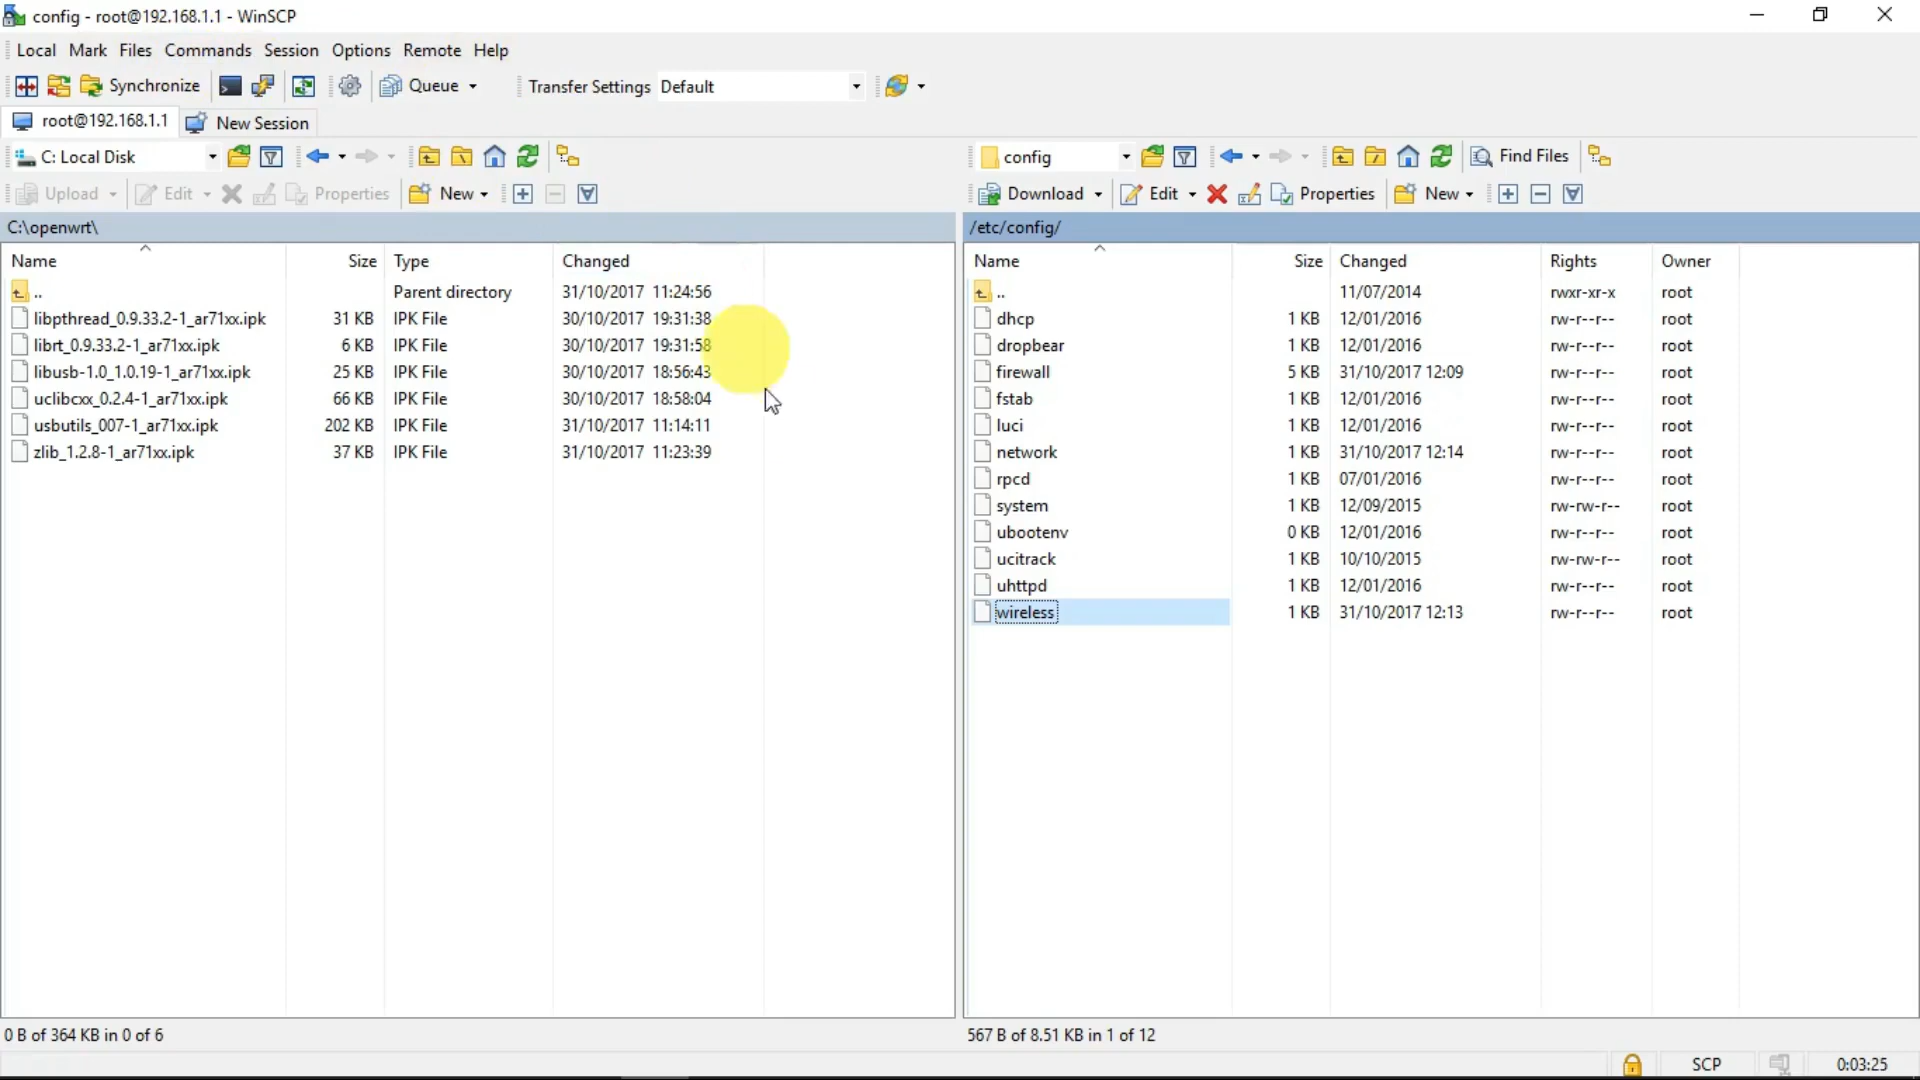 config - root@192.168.1.1 - WinSCP
Local Mark Files Commands Session Options Remote Help
Synchronize Queue Transfer Settings Default
root@192.168.1.1 New Session
C: Local Disk
Upload Edit Properties New
C:\openwrt\
Name Size Type Changed
.. Parent directory 31/10/2017 11:24:56
libpthread_0.9.33.2-1_ar71xx.ipk 31 KB IPK File 30/10/2017 19:31:38
librt_0.9.33.2-1_ar71xx.ipk 6 KB IPK File 30/10/2017 19:31:58
libusb-1.0_1.0.19-1_ar71xx.ipk 25 KB IPK File 30/10/2017 18:56:43
uclibcxx_0.2.4-1_ar71xx.ipk 66 KB IPK File 30/10/2017 18:58:04
usbutils_007-1_ar71xx.ipk 202 KB IPK File 31/10/2017 11:14:11
zlib_1.2.8-1_ar71xx.ipk 37 KB IPK File 31/10/2017 11:23:39
0 B of 364 KB in 0 of 6
config Find Files
Download Edit Properties New
/etc/config/
Name Size Changed Rights Owner
.. 11/07/2014 rwxr-xr-x root
dhcp 1 KB 12/01/2016 rw-r--r-- root
dropbear 1 KB 12/01/2016 rw-r--r-- root
firewall 5 KB 31/10/2017 12:09 rw-r--r-- root
fstab 1 KB 12/01/2016 rw-r--r-- root
luci 1 KB 12/01/2016 rw-r--r-- root
network 1 KB 31/10/2017 12:14 rw-r--r-- root
rpcd 1 KB 07/01/2016 rw-r--r-- root
system 1 KB 12/09/2015 rw-rw-r-- root
ubootenv 0 KB 12/01/2016 rw-r--r-- root
ucitrack 1 KB 10/10/2015 rw-rw-r-- root
uhttpd 1 KB 12/01/2016 rw-r--r-- root
wireless 1 KB 31/10/2017 12:13 rw-r--r-- root
567 B of 8.51 KB in 1 of 12
SCP 0:03:25